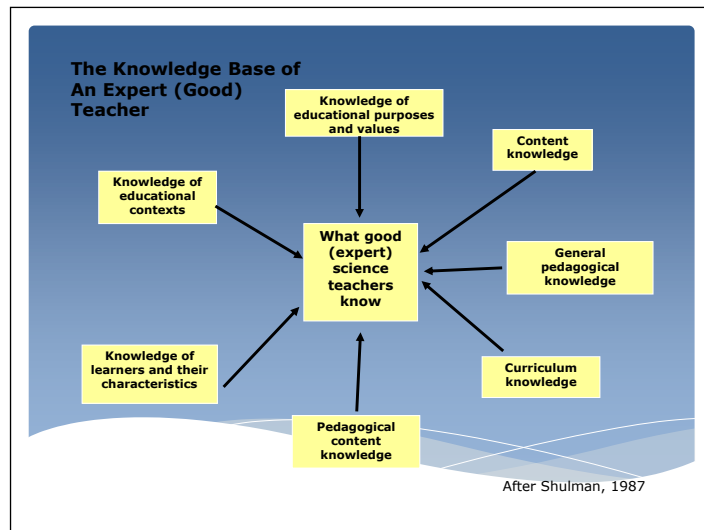 The Knowledge Base of
An Expert (Good)
Teacher
Knowledge of
educational purposes
and values
Content
knowledge
Knowledge of
educational
contexts
What good
(expert)
science
teachers
know
General
pedagogical
knowledge
Knowledge of
learners and their
characteristics
Curriculum
knowledge
Pedagogical
content
knowledge
After Shulman, 1987